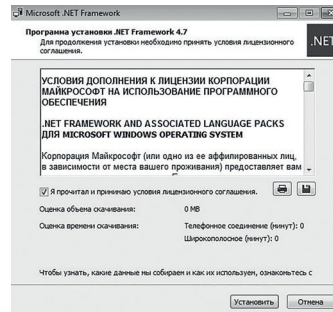 Microsoft .NET Framework
Программа установки .NET Framework 4.7
Для продолжения установки необходимо принять условия лицензионного
соглашения.
.NET
УСЛОВИЯ ДОПОЛНЕНИЯ К ЛИЦЕНЗИИ КОРПОРАЦИИ
МАЙКРОСОФТ НА ИСПОЛЬЗОВАНИЕ ПРОГРАММНОГО
ОБЕСПЕЧЕНИЯ
.NET FRAMEWORK AND ASSOCIATED LANGUAGE PACKS
ДЛЯ MICROSOFT WINDOWS OPERATING SYSTEM
Корпорация Майкрософт (или одно из ее аффилированных лиц,
в зависимости от места вашего проживания) предоставляет вам
Я прочитал и принимаю условия лицензионного соглашения.
Оценка объема скачивания: 0 MB
Оценка времени скачивания: Телефонное соединение (минут): 0
Широкополосное (минут): 0
Чтобы узнать, какие данные мы собираем и как их используем, ознакомьтесь с
Установить Отмена